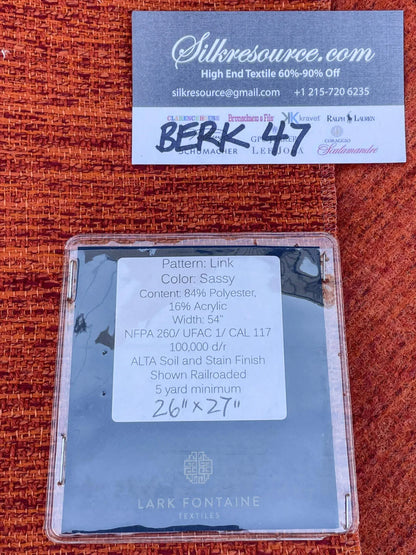 Silkresource.com
High End Textile 60%-90% Off
silkresource@gmail.com +1 215-720 6235
CLARENCE HOUSE Brunschwig & Fils kravet RALPH LAUREN
BERK 47
SCHUMACHER LEE JOFA CORAGGIO Scalamandré
Pattern: Link
Color: Sassy
Content: 84% Polyester,
16% Acrylic
Width: 54"
NFPA 260/ UFAC 1/ CAL 117
100,000 d/r
ALTA Soil and Stain Finish
Shown Railroaded
5 yard minimum
26" x 27"
LARK FONTAINE
TEXTILES